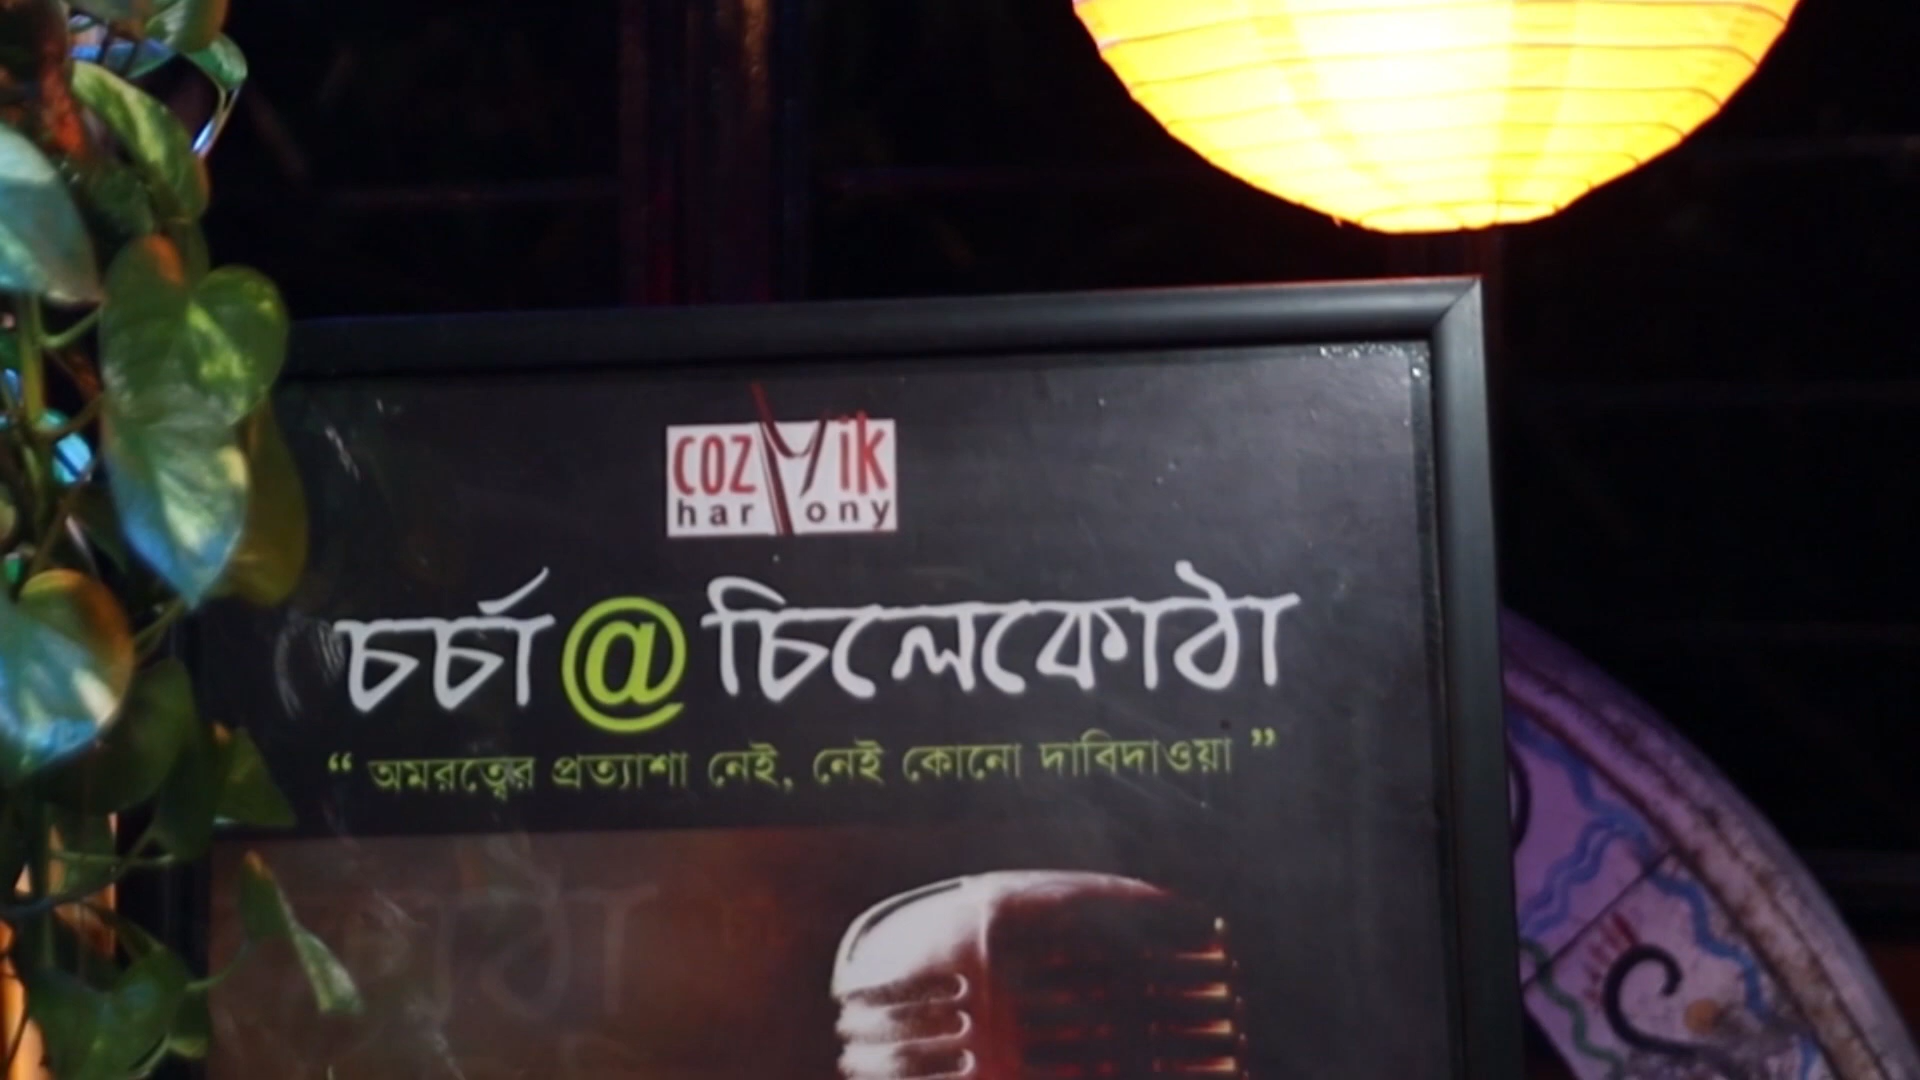 cozMik
harMony
চর্চা@চিলেকোঠা
“ অমরত্বের প্রত্যাশা নেই, নেই কোনো দাবিদাওয়া ”